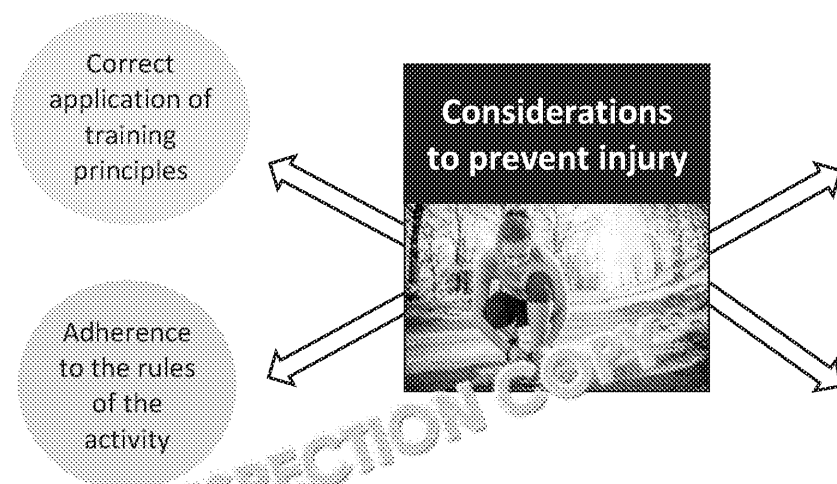 Correct
application of
training
principles
Considerations
to prevent injury
Adherence
to the rules
of the
activity